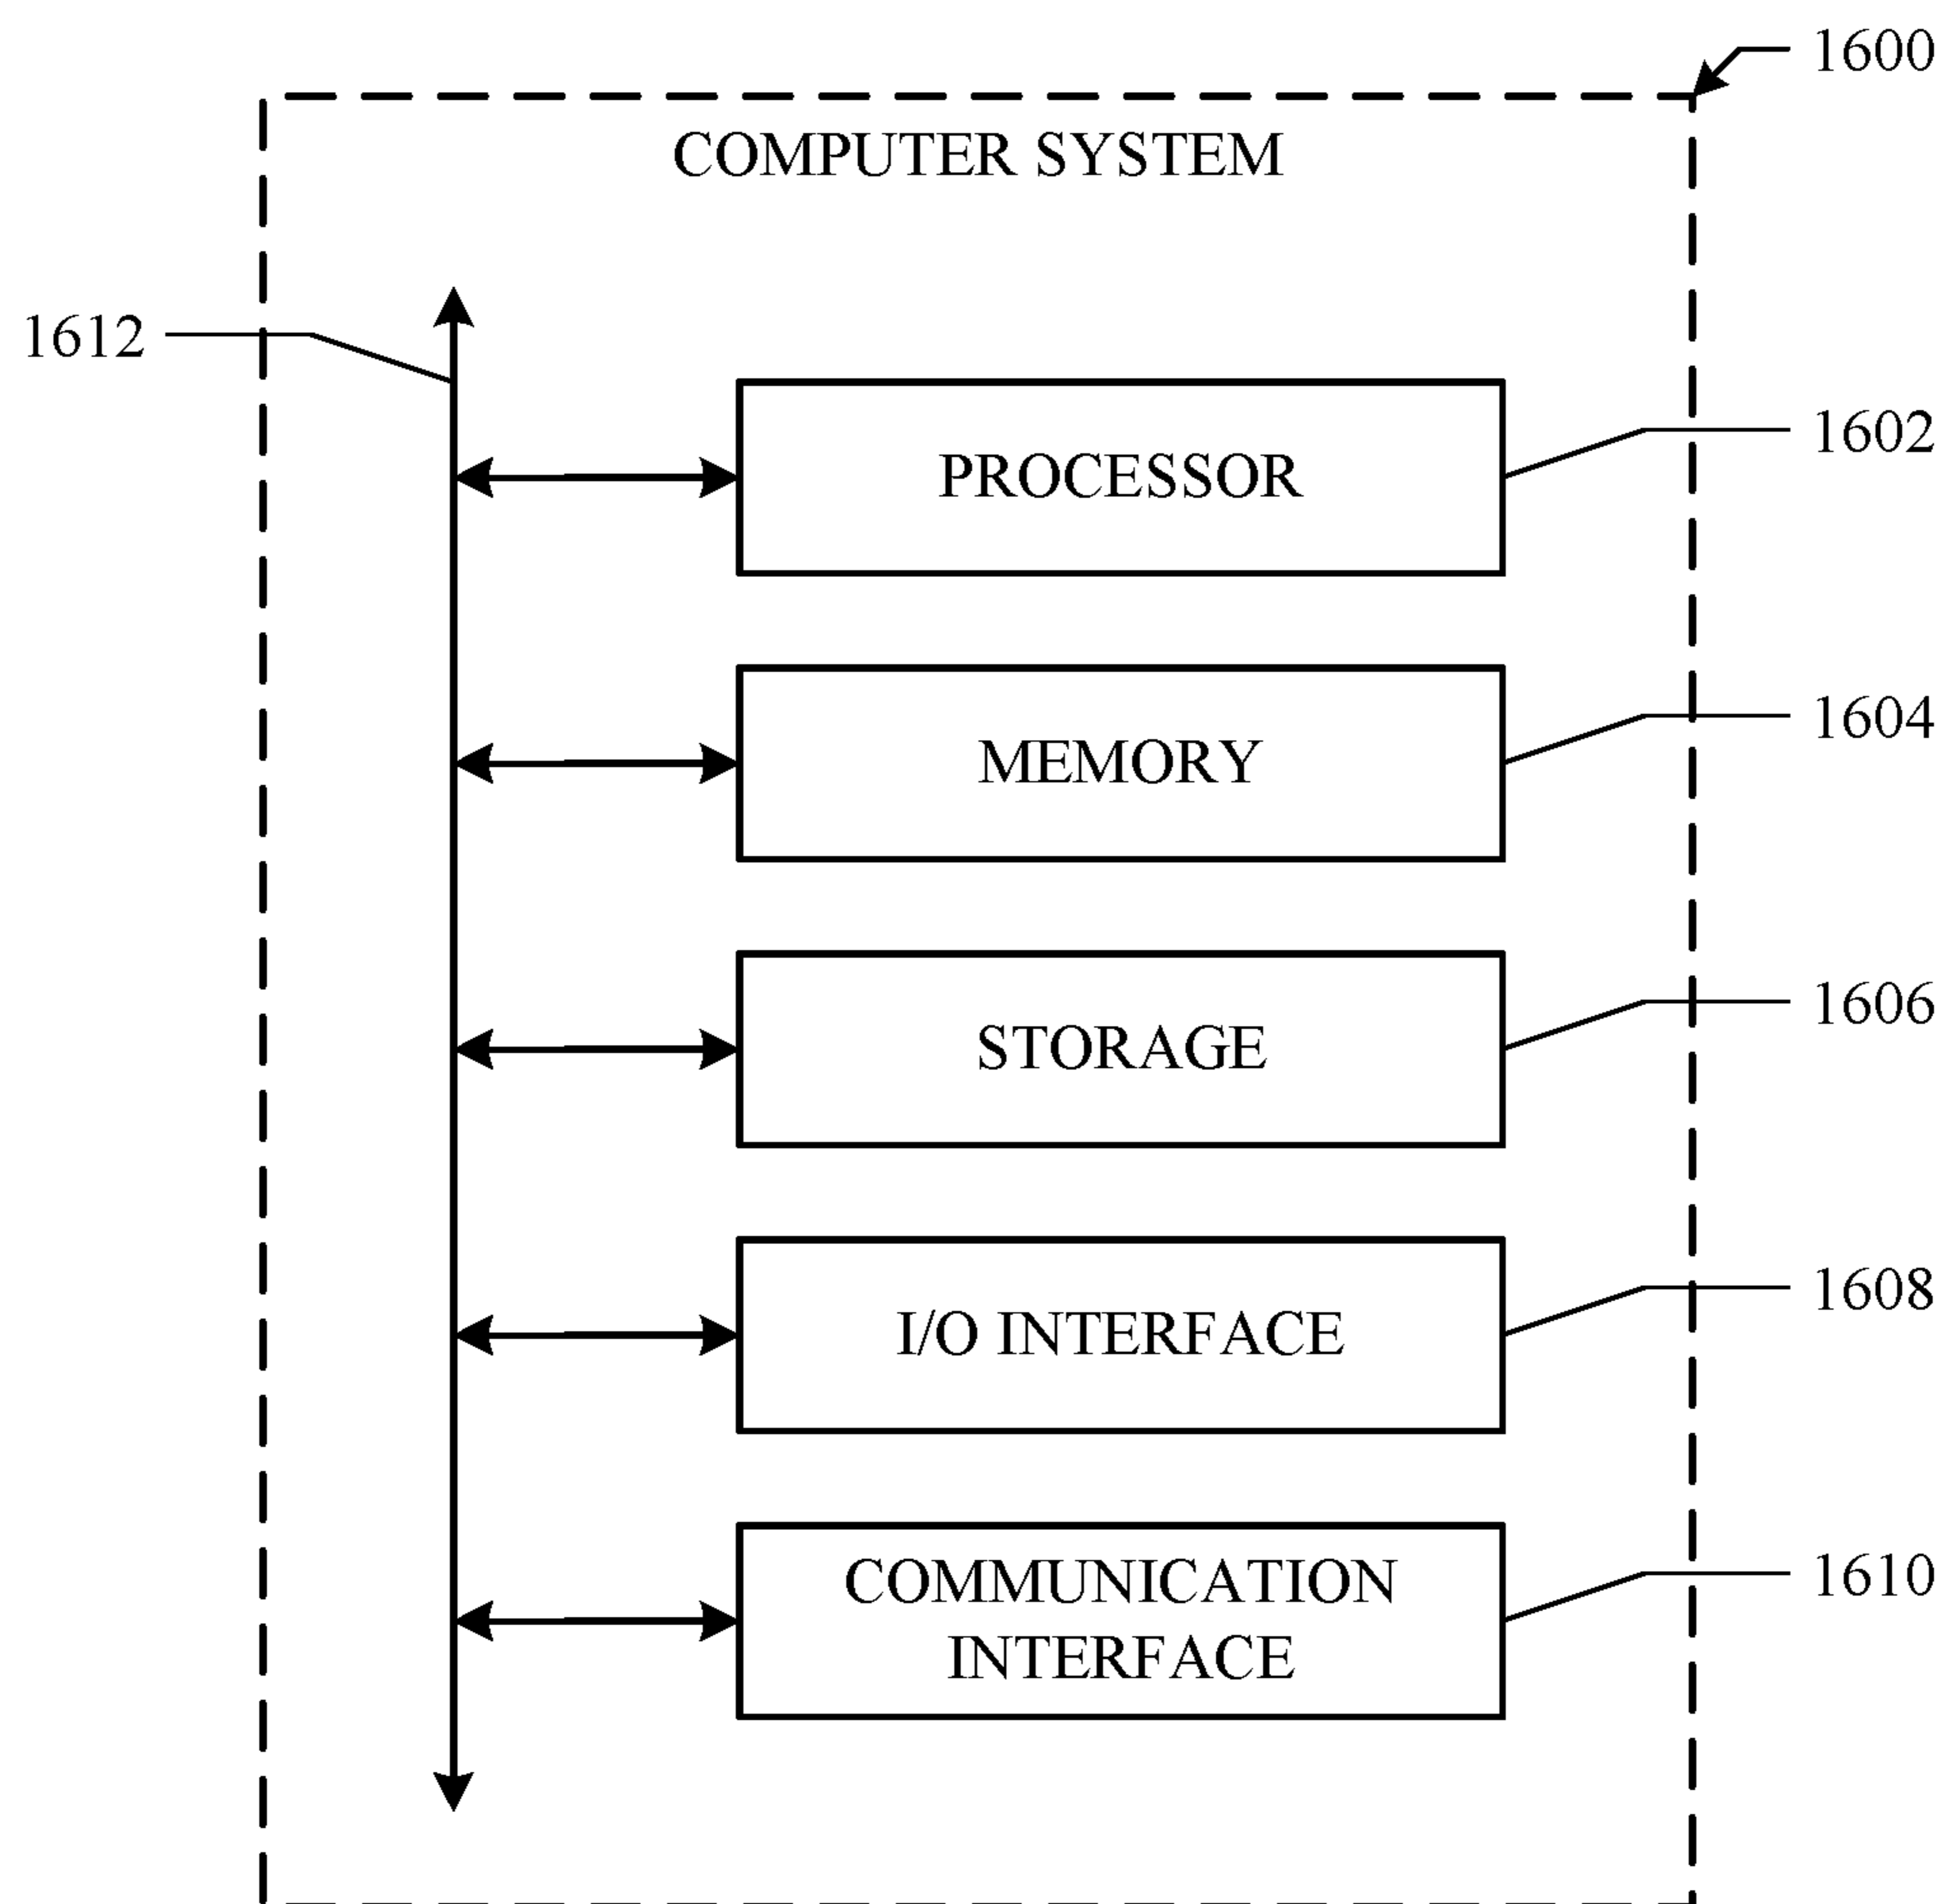 1600
COMPUTER SYSTEM
1612
1602
PROCESSOR
1604
MEMORY
1606
STORAGE
1608
I/O INTERFACE
1610
COMMUNICATION
INTERFACE